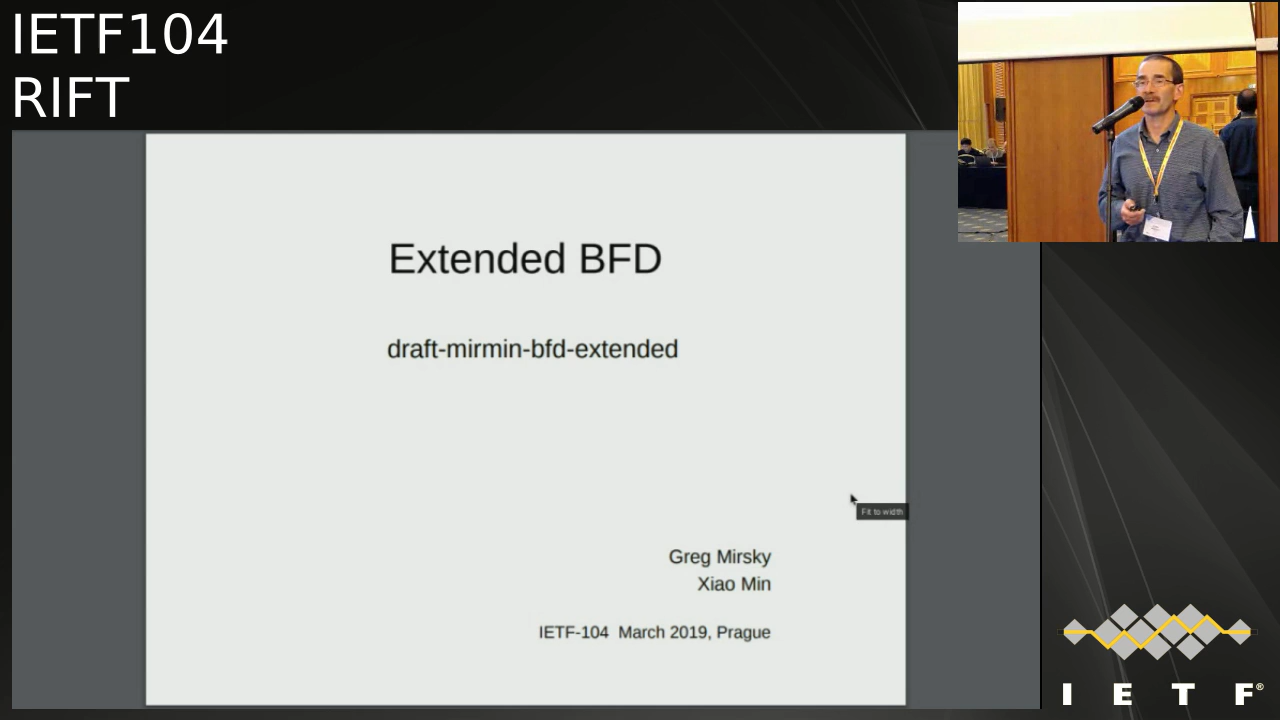 IETF104
RIFT
Extended BFD
draft-mirmin-bfd-extended
Fit to width
Greg Mirsky
Xiao Min
IETF-104 March 2019, Prague
I E T F®